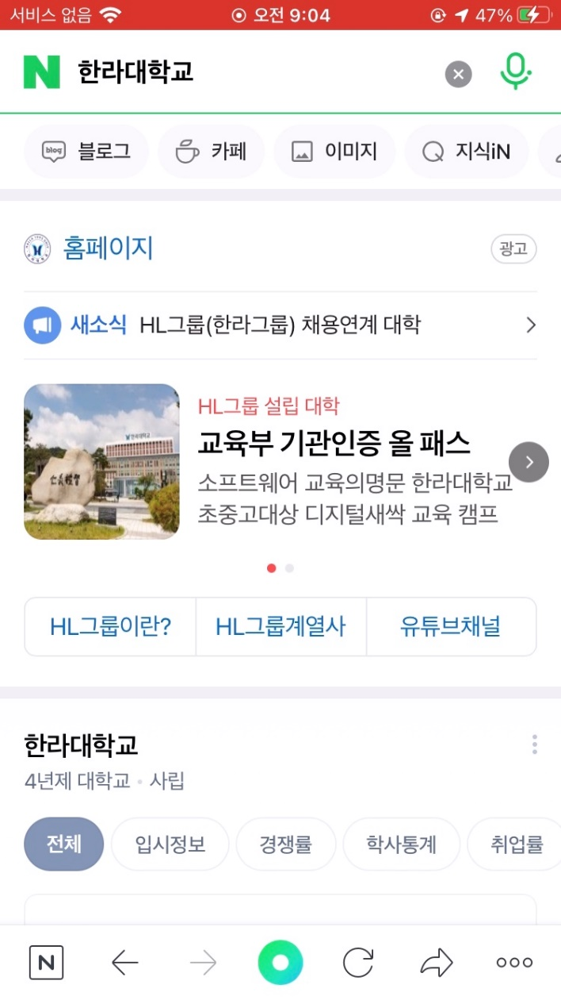 서비스 없음 오전 9:04 47%
N 한라대학교
blog 블로그 카페 이미지 지식iN
홈페이지 광고
새소식 HL그룹(한라그룹) 채용연계 대학
한라대학교
HL그룹 설립 대학
교육부 기관인증 올 패스
소프트웨어 교육의명문 한라대학교
초중고대상 디지털새싹 교육 캠프
HL그룹이란? HL그룹계열사 유튜브채널
한라대학교
4년제 대학교 · 사립
전체 입시정보 경쟁률 학사통계 취업률
N